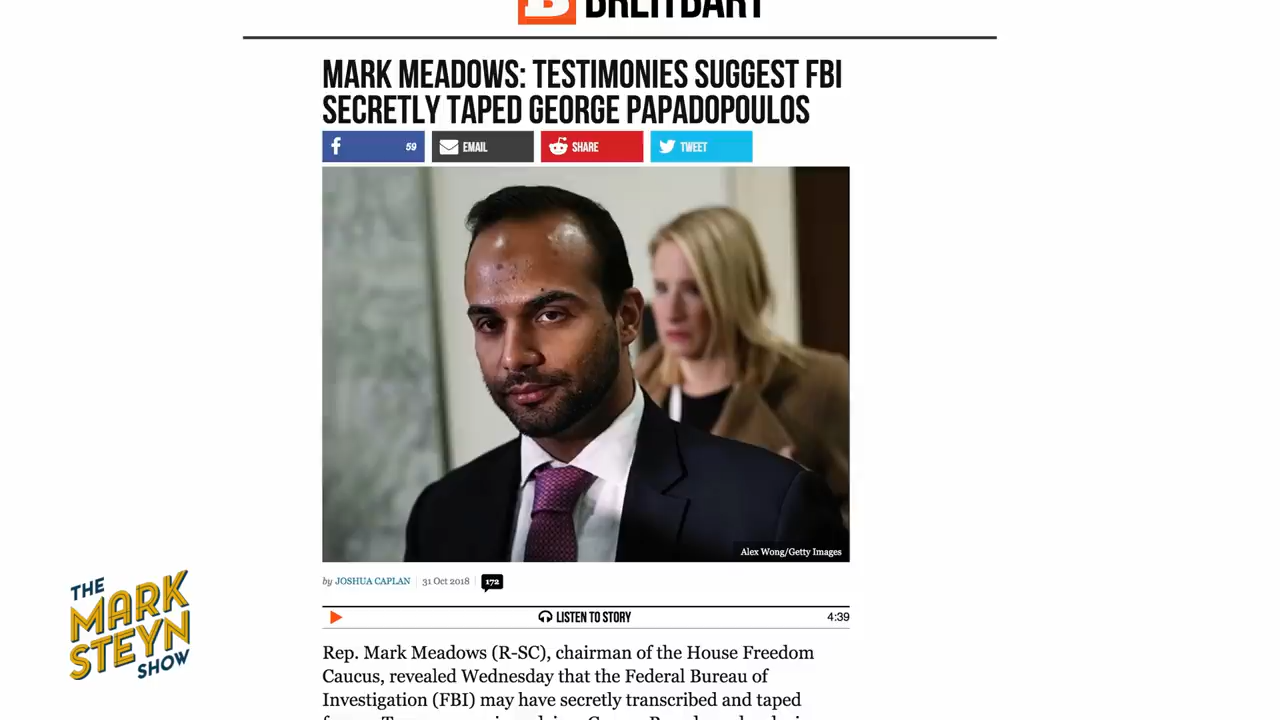 BREITBART
MARK MEADOWS: TESTIMONIES SUGGEST FBI
SECRETLY TAPED GEORGE PAPADOPOULOS
59
EMAIL
SHARE
TWEET
Alex Wong/Getty Images
by JOSHUA CAPLAN 31 Oct 2018 172
LISTEN TO STORY 4:39
THE
MARK
STEYN
SHOW
Rep. Mark Meadows (R-SC), chairman of the House Freedom
Caucus, revealed Wednesday that the Federal Bureau of
Investigation (FBI) may have secretly transcribed and taped